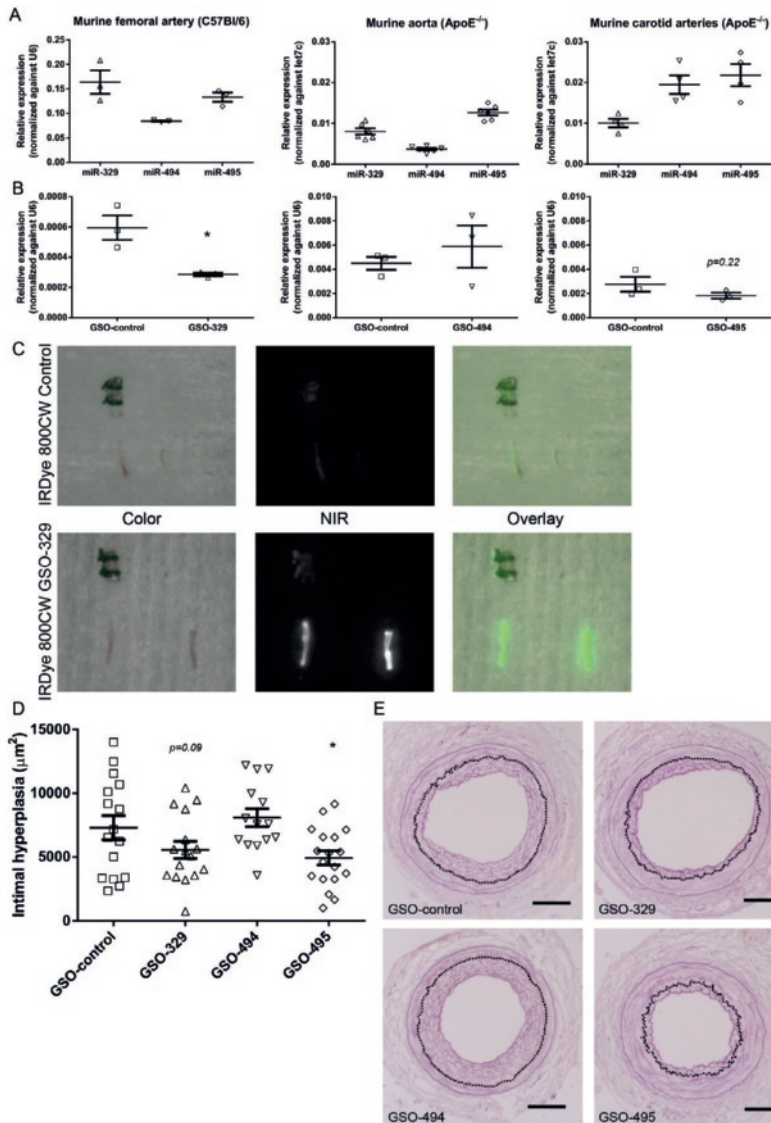 A
Murine femoral artery (C57Bl/6)
Murine aorta (ApoE-/-)
Murine carotid arteries (ApoE-/-)
Relative expression
(normalized against U6)
0.25
0.20
0.15
0.10
0.05
0.00
miR-329 miR-494 miR-495
Relative expression
(normalized against let7c)
0.03
0.02
0.01
0.00
miR-329 miR-494 miR-495
Relative expression
(normalized against let7c)
0.03
0.02
0.01
0.00
miR-329 miR-494 miR-495
B
Relative expression
(normalized against U6)
0.0008
0.0006
0.0004
0.0002
0.0000
*
GSO-control GSO-329
Relative expression
(normalized against U6)
0.010
0.008
0.006
0.004
0.002
0.000
GSO-control GSO-494
Relative expression
(normalized against U6)
0.010
0.008
0.006
0.004
0.002
0.000
p=0.22
GSO-control GSO-495
C
IRDye 800CW Control
Color NIR Overlay
IRDye 800CW GSO-329
D
Intimal hyperplasia (μm²)
15000
10000
5000
0
p=0.09
*
GSO-control GSO-329 GSO-494 GSO-495
E
GSO-control
GSO-329
GSO-494
GSO-495